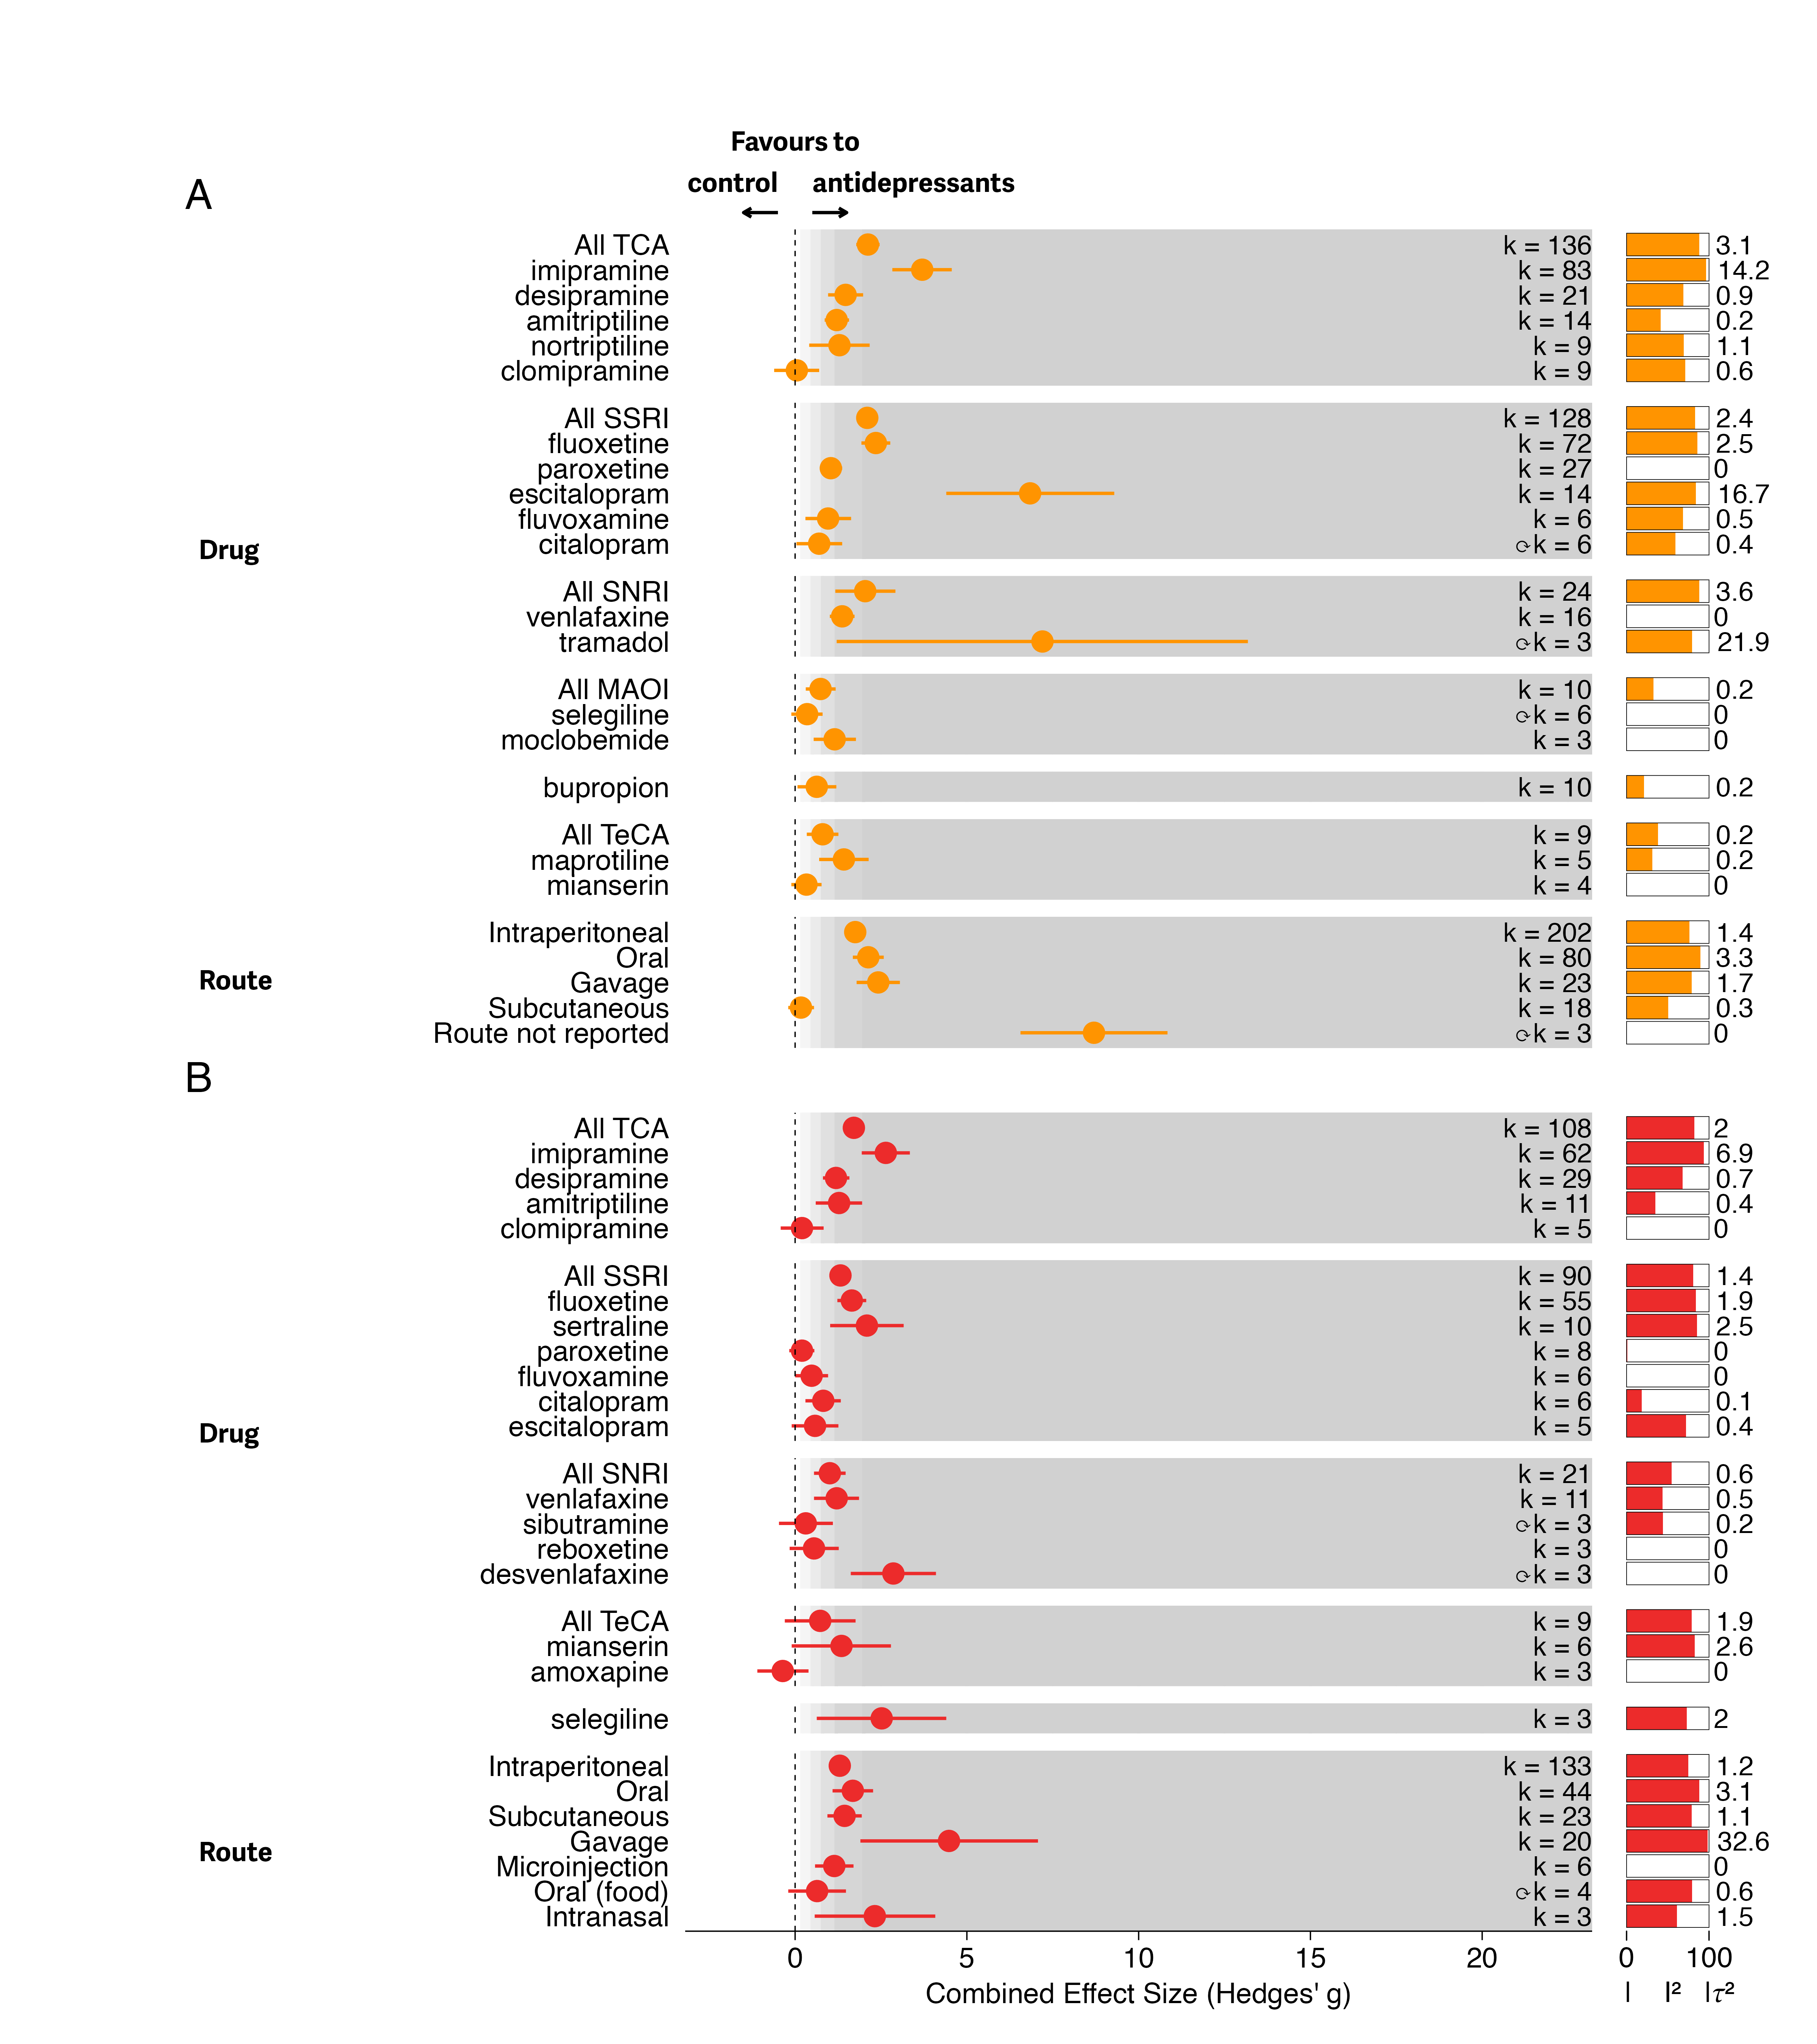 Favours to
control antidepressants
A
All TCA k = 136 3.1
imipramine k = 83 14.2
desipramine k = 21 0.9
amitriptiline k = 14 0.2
nortriptiline k = 9 1.1
clomipramine k = 9 0.6
All SSRI k = 128 2.4
fluoxetine k = 72 2.5
paroxetine k = 27 0
escitalopram k = 14 16.7
fluvoxamine k = 6 0.5
Drug
citalopram ⟳k = 6 0.4
All SNRI k = 24 3.6
venlafaxine k = 16 0
tramadol ⟳k = 3 21.9
All MAOI k = 10 0.2
selegiline ⟳k = 6 0
moclobemide k = 3 0
bupropion k = 10 0.2
All TeCA k = 9 0.2
maprotiline k = 5 0.2
mianserin k = 4 0
Intraperitoneal k = 202 1.4
Oral k = 80 3.3
Route
Gavage k = 23 1.7
Subcutaneous k = 18 0.3
Route not reported ⟳k = 3 0
B
All TCA k = 108 2
imipramine k = 62 6.9
desipramine k = 29 0.7
amitriptiline k = 11 0.4
clomipramine k = 5 0
All SSRI k = 90 1.4
fluoxetine k = 55 1.9
sertraline k = 10 2.5
paroxetine k = 8 0
fluvoxamine k = 6 0
citalopram k = 6 0.1
escitalopram k = 5 0.4
Drug
All SNRI k = 21 0.6
venlafaxine k = 11 0.5
sibutramine ⟳k = 3 0.2
reboxetine k = 3 0
desvenlafaxine ⟳k = 3 0
All TeCA k = 9 1.9
mianserin k = 6 2.6
amoxapine k = 3 0
selegiline k = 3 2
Intraperitoneal k = 133 1.2
Oral k = 44 3.1
Subcutaneous k = 23 1.1
Gavage k = 20 32.6
Route
Microinjection k = 6 0
Oral (food) ⟳k = 4 0.6
Intranasal k = 3 1.5
0 5 10 15 20 0 100
Combined Effect Size (Hedges' g) | I² | τ²